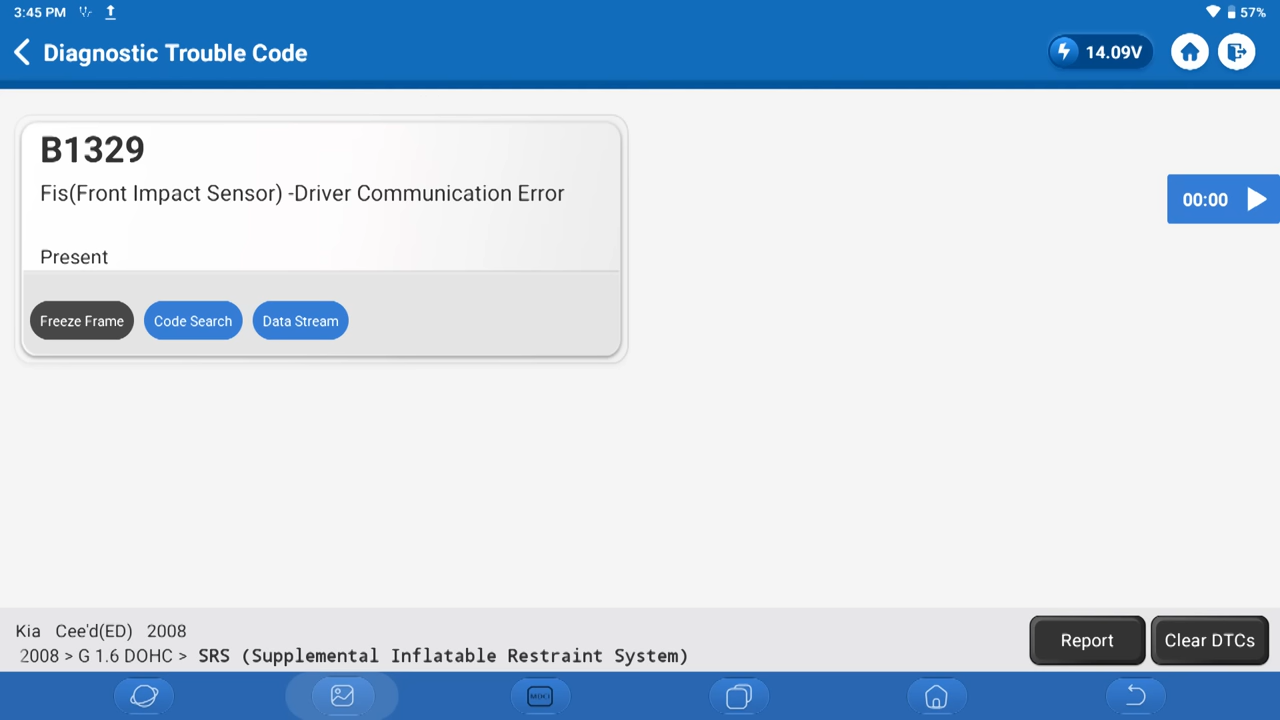 3:45 PM
57%
Diagnostic Trouble Code
14.09V
B1329
Fis(Front Impact Sensor) -Driver Communication Error
00:00
Present
Freeze Frame
Code Search
Data Stream
Kia Cee'd(ED) 2008
2008 > G 1.6 DOHC > SRS (Supplemental Inflatable Restraint System)
Report
Clear DTCs